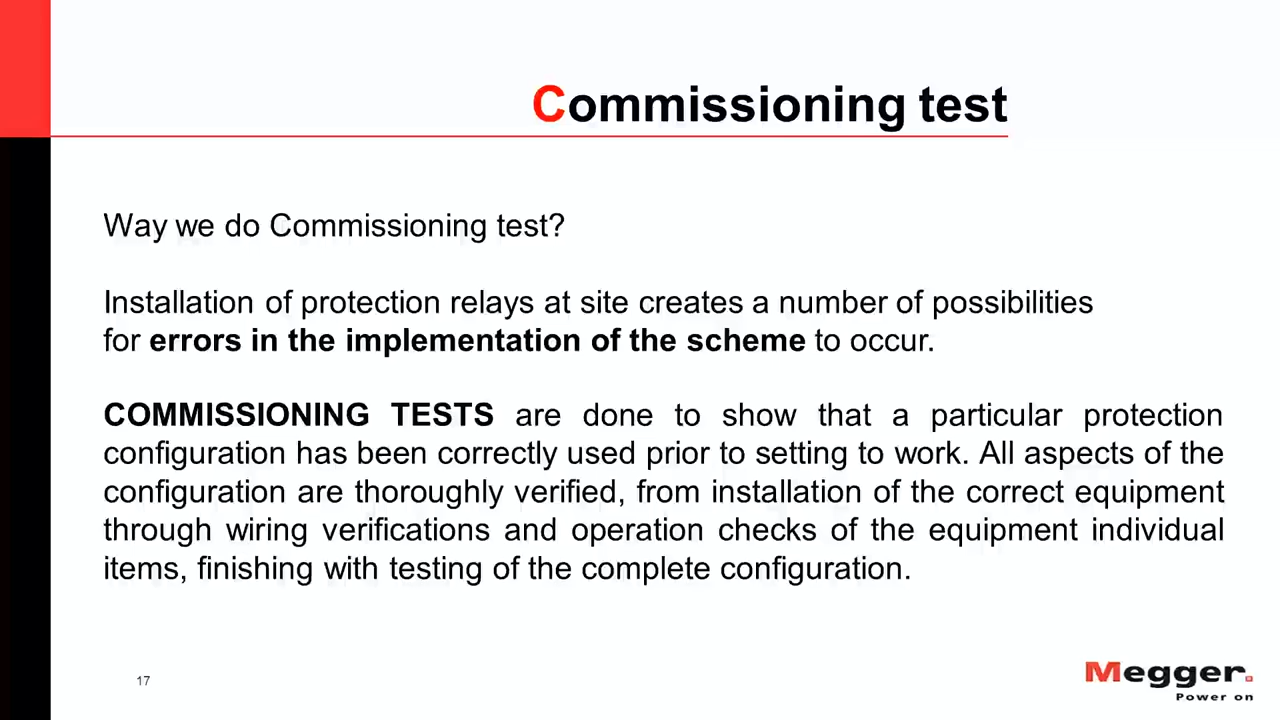 Commissioning test
Way we do Commissioning test?
Installation of protection relays at site creates a number of possibilities
for errors in the implementation of the scheme to occur.
COMMISSIONING TESTS are done to show that a particular protection
configuration has been correctly used prior to setting to work. All aspects of the
configuration are thoroughly verified, from installation of the correct equipment
through wiring verifications and operation checks of the equipment individual
items, finishing with testing of the complete configuration.
17
Megger.
Power on